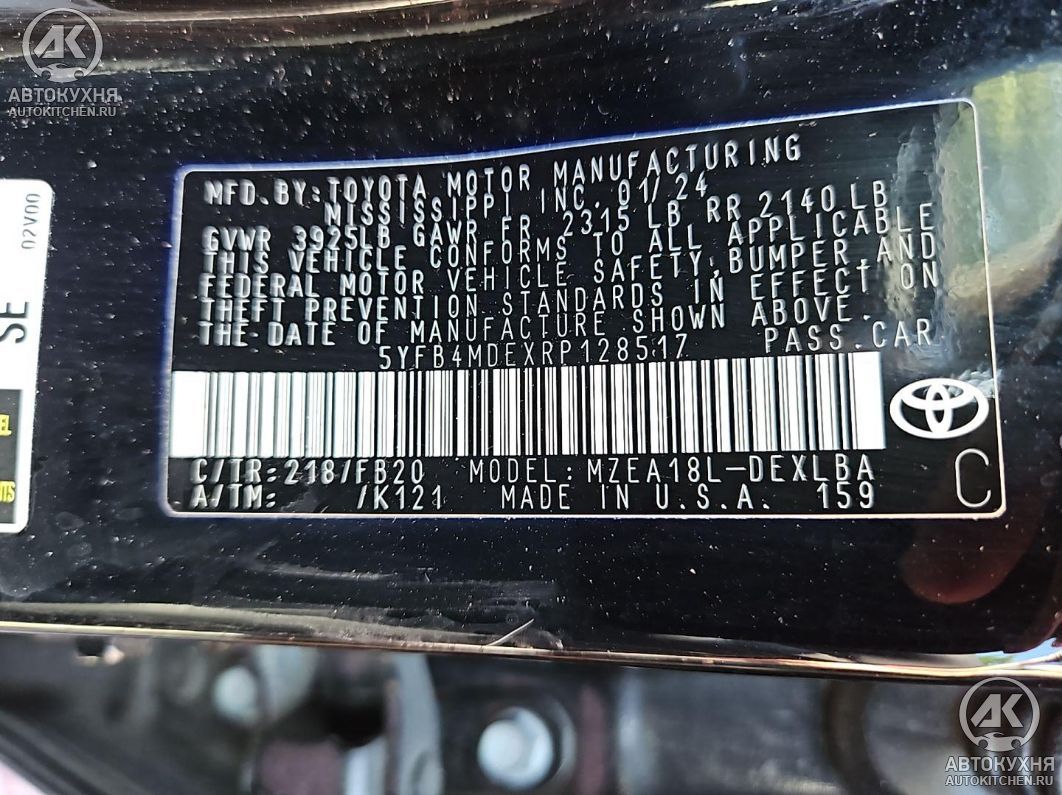 АВТОКУХНЯ
AUTOKITCHEN.RU
02V00
SE
MFD. BY: TOYOTA MOTOR MANUFACTURING
MISSISSIPPI INC. 01/24
GVWR 3925LB GAWR FR 2315 LB RR 2140 LB
THIS VEHICLE CONFORMS TO ALL APPLICABLE
FEDERAL MOTOR VEHICLE SAFETY, BUMPER, AND
THEFT PREVENTION STANDARDS IN EFFECT ON
THE DATE OF MANUFACTURE SHOWN ABOVE.
5YFB4MDEXRP128517 PASS. CAR
C/TR: 218/FB20 MODEL: MZEA18L-DEXLBA
A/TM: /K121 MADE IN U.S.A. 159
C
АВТОКУХНЯ
AUTOKITCHEN.RU